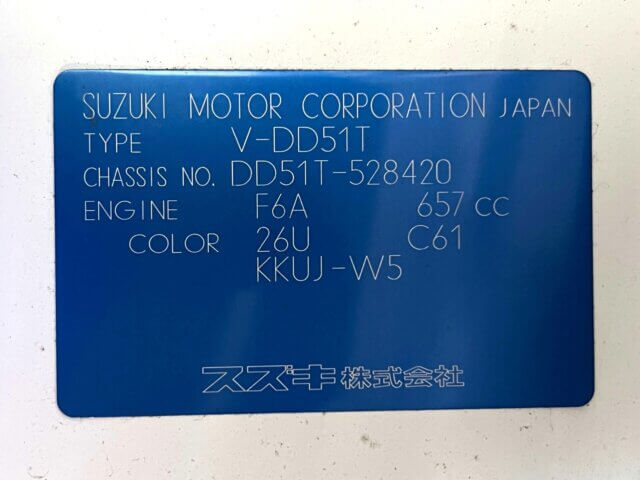 SUZUKI MOTOR CORPORATION JAPAN
TYPE V-DD51T
CHASSIS NO. DD51T-528420
ENGINE F6A 657 cc
COLOR 26U C61
KKUJ-W5
スズキ株式会社